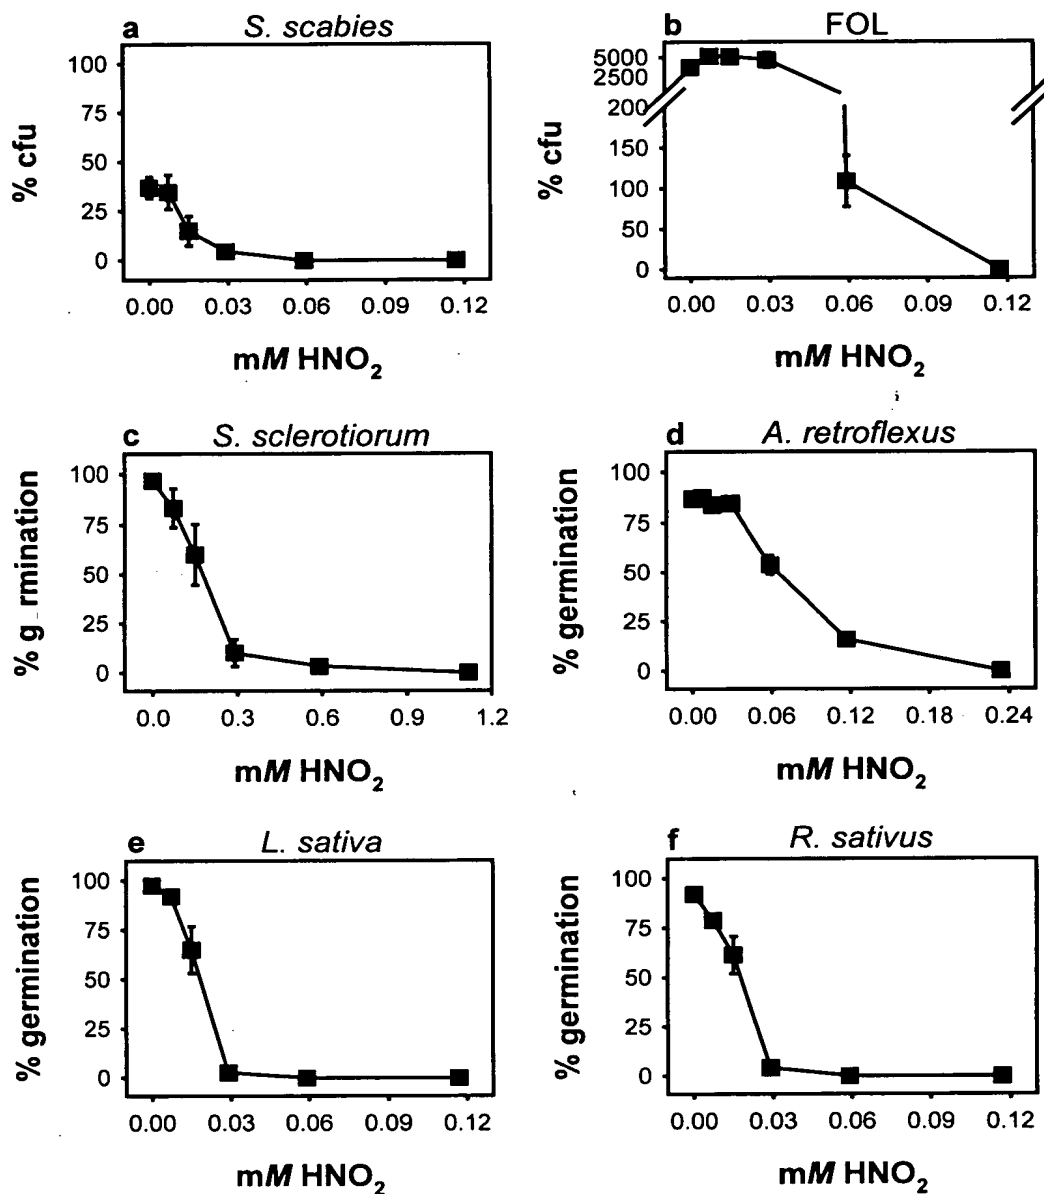 a S. scabies
100
75
50
25
0
% cfu
0.00 0.03 0.06 0.09 0.12
mM HNO2
b FOL
5000
2500
200
150
100
50
0
% cfu
0.00 0.03 0.06 0.09 0.12
mM HNO2
c S. sclerotiorum
100
75
50
25
0
% g rmination
0.0 0.3 0.6 0.9 1.2
mM HNO2
d A. retroflexus
100
75
50
25
0
% germination
0.00 0.06 0.12 0.18 0.24
mM HNO2
e L. sativa
100
75
50
25
0
% germination
0.00 0.03 0.06 0.09 0.12
mM HNO2
f R. sativus
100
75
50
25
0
% germination
0.00 0.03 0.06 0.09 0.12
mM HNO2